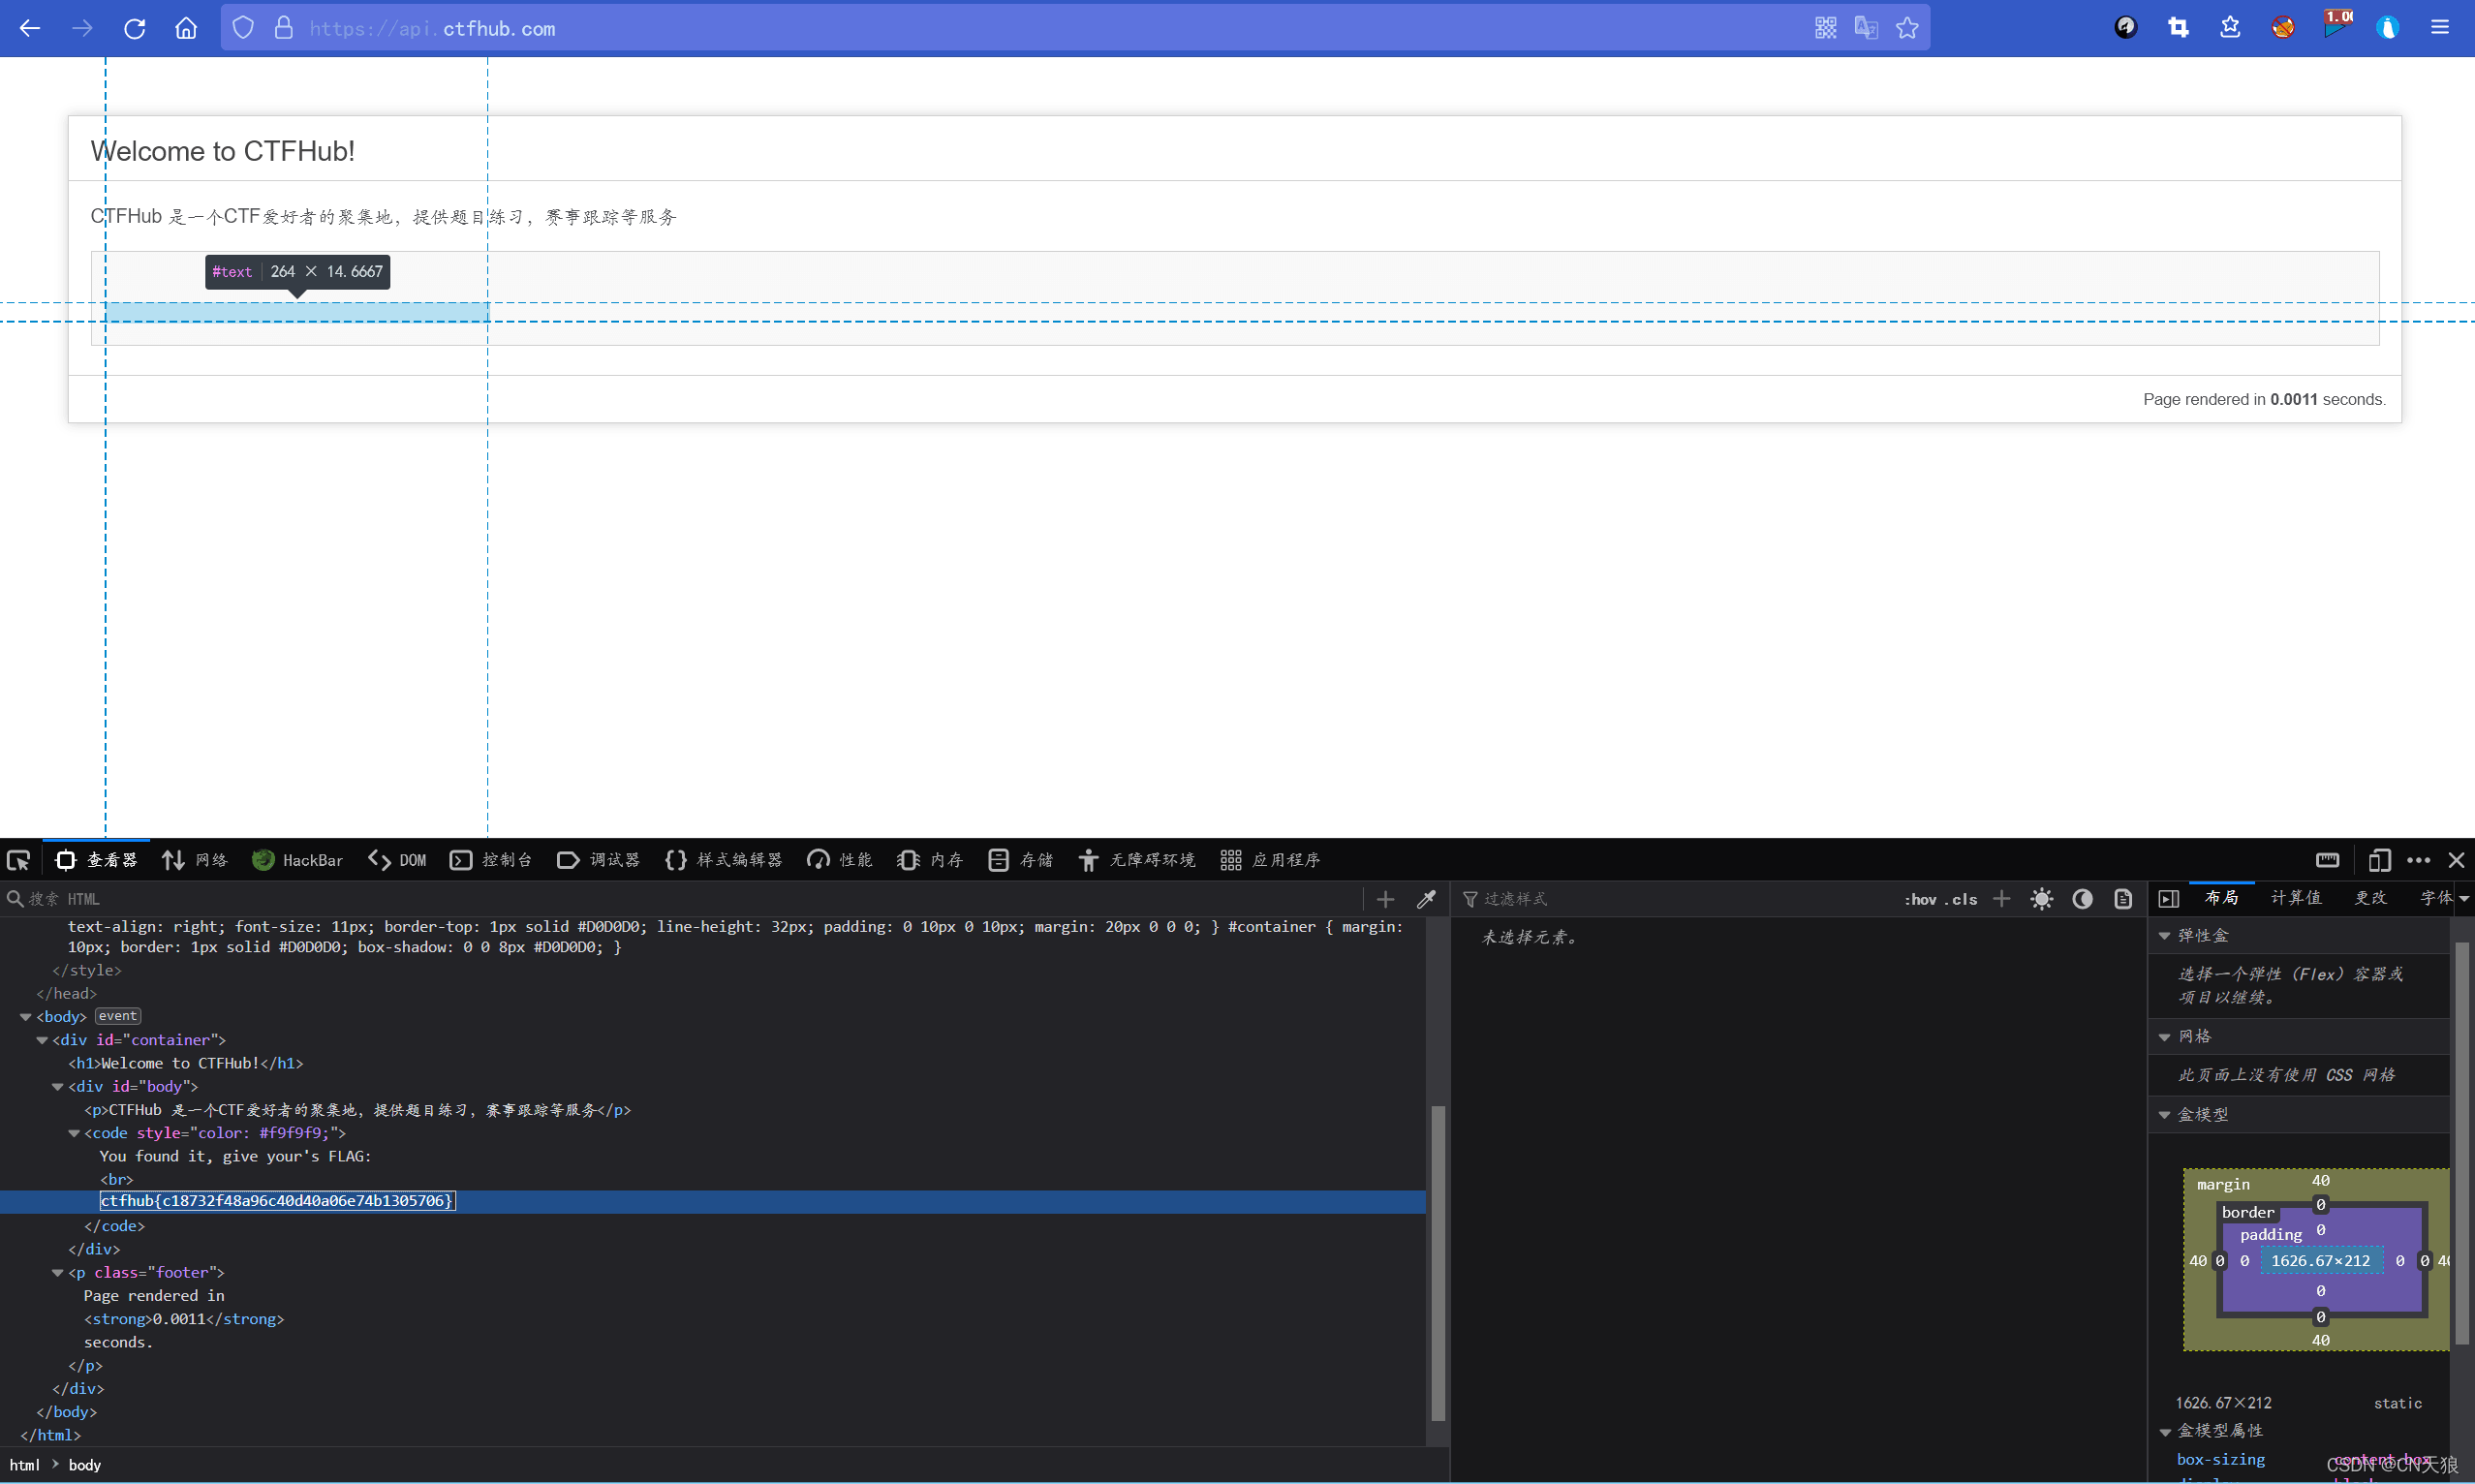 https://api.ctfhub.com
1.00
Welcome to CTFHub!
CTFHub 是一个CTF爱好者的聚集地，提供题目练习，赛事跟踪等服务
#text 264 × 14.6667
Page rendered in 0.0011 seconds.
查看器 网络 HackBar DOM 控制台 调试器 样式编辑器 性能 内存 存储 无障碍环境 应用程序
搜索 HTML
过滤样式 :hov .cls
布局 计算值 更改 字体
text-align: right; font-size: 11px; border-top: 1px solid #D0D0D0; line-height: 32px; padding: 0 10px 0 10px; margin: 20px 0 0 0; } #container { margin:
10px; border: 1px solid #D0D0D0; box-shadow: 0 0 8px #D0D0D0; }
</style>
</head>
<body> event
<div id="container">
<h1>Welcome to CTFHub!</h1>
<div id="body">
<p>CTFHub 是一个CTF爱好者的聚集地，提供题目练习，赛事跟踪等服务</p>
<code style="color: #f9f9f9;">
You found it, give your's FLAG:
<br>
ctfhub{c18732f48a96c40d40a06e74b1305706}
</code>
</div>
<p class="footer">
Page rendered in
<strong>0.0011</strong>
seconds.
</p>
</div>
</body>
</html>
html > body
未选择元素。
弹性盒
选择一个弹性（Flex）容器或
项目以继续。
网格
此页面上没有使用 CSS 网格
盒模型
margin 40
border 0
padding 0
40 0 0 1626.67×212 0 0 40
0
0
40
1626.67×212 static
盒模型属性
box-sizing content-box
display block
CSDN @CN天狼